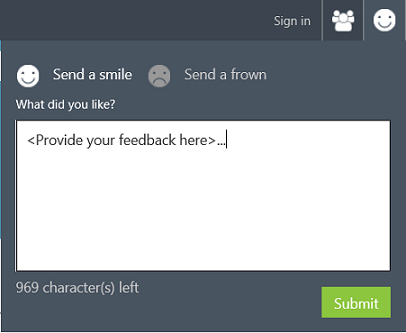 Sign in
Send a smile Send a frown
What did you like?
<Provide your feedback here>...
969 character(s) left
Submit